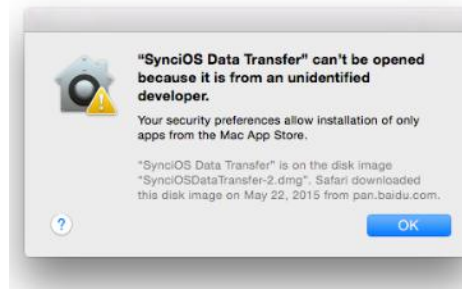 “SynciOS Data Transfer” can’t be opened
because it is from an unidentified
developer.
Your security preferences allow installation of only
apps from the Mac App Store.
“SynciOS Data Transfer” is on the disk image
“SynciOSDataTransfer-2.dmg”. Safari downloaded
this disk image on May 22, 2015 from pan.baidu.com.
?
OK